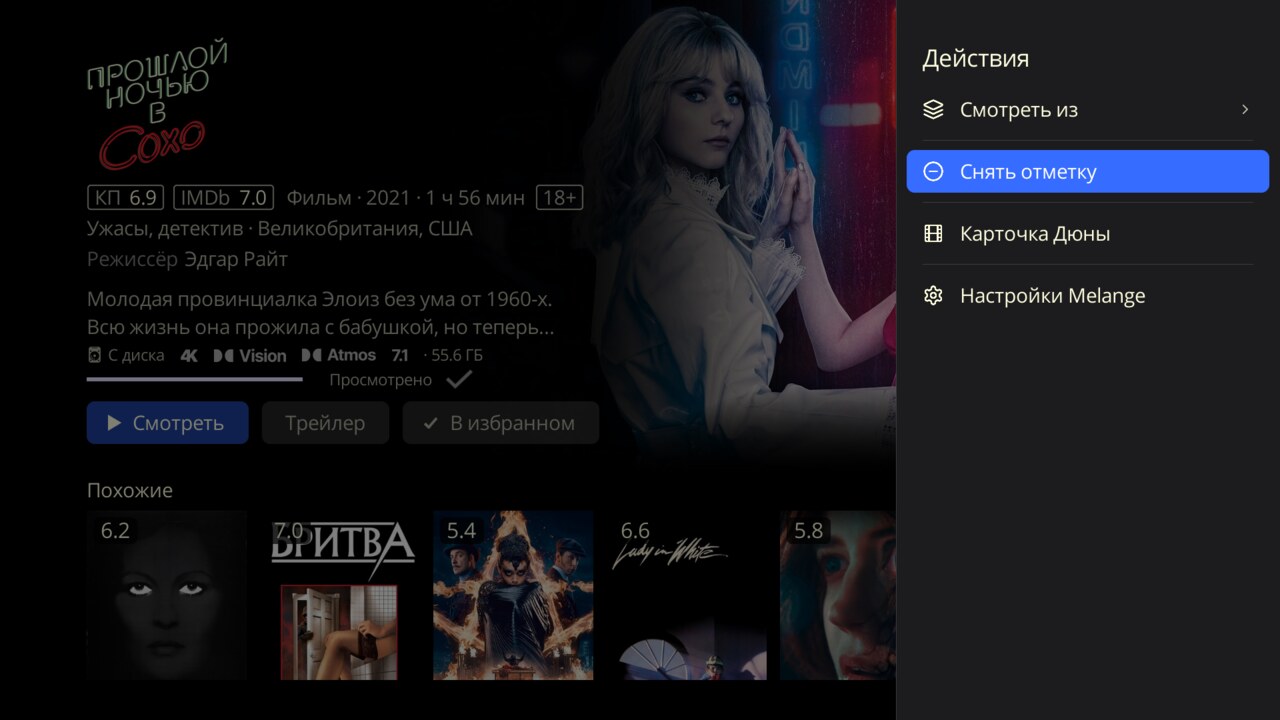 ПРОШЛОЙ
НОЧЬЮ
В
Сохо
КП 6.9 IMDb 7.0 Фильм · 2021 · 1 ч 56 мин 18+
Ужасы, детектив · Великобритания, США
Режиссёр Эдгар Райт
Молодая провинциалка Элоиз без ума от 1960-х.
Всю жизнь она прожила с бабушкой, но теперь...
С диска 4K Vision Atmos 7.1 · 55.6 ГБ
Просмотрено
Смотреть Трейлер В избранном
Похожие
6.2 7.0 5.4 6.6 5.8
БРИТВА
Lady in White
Действия
Смотреть из
Снять отметку
Карточка Дюны
Настройки Melange